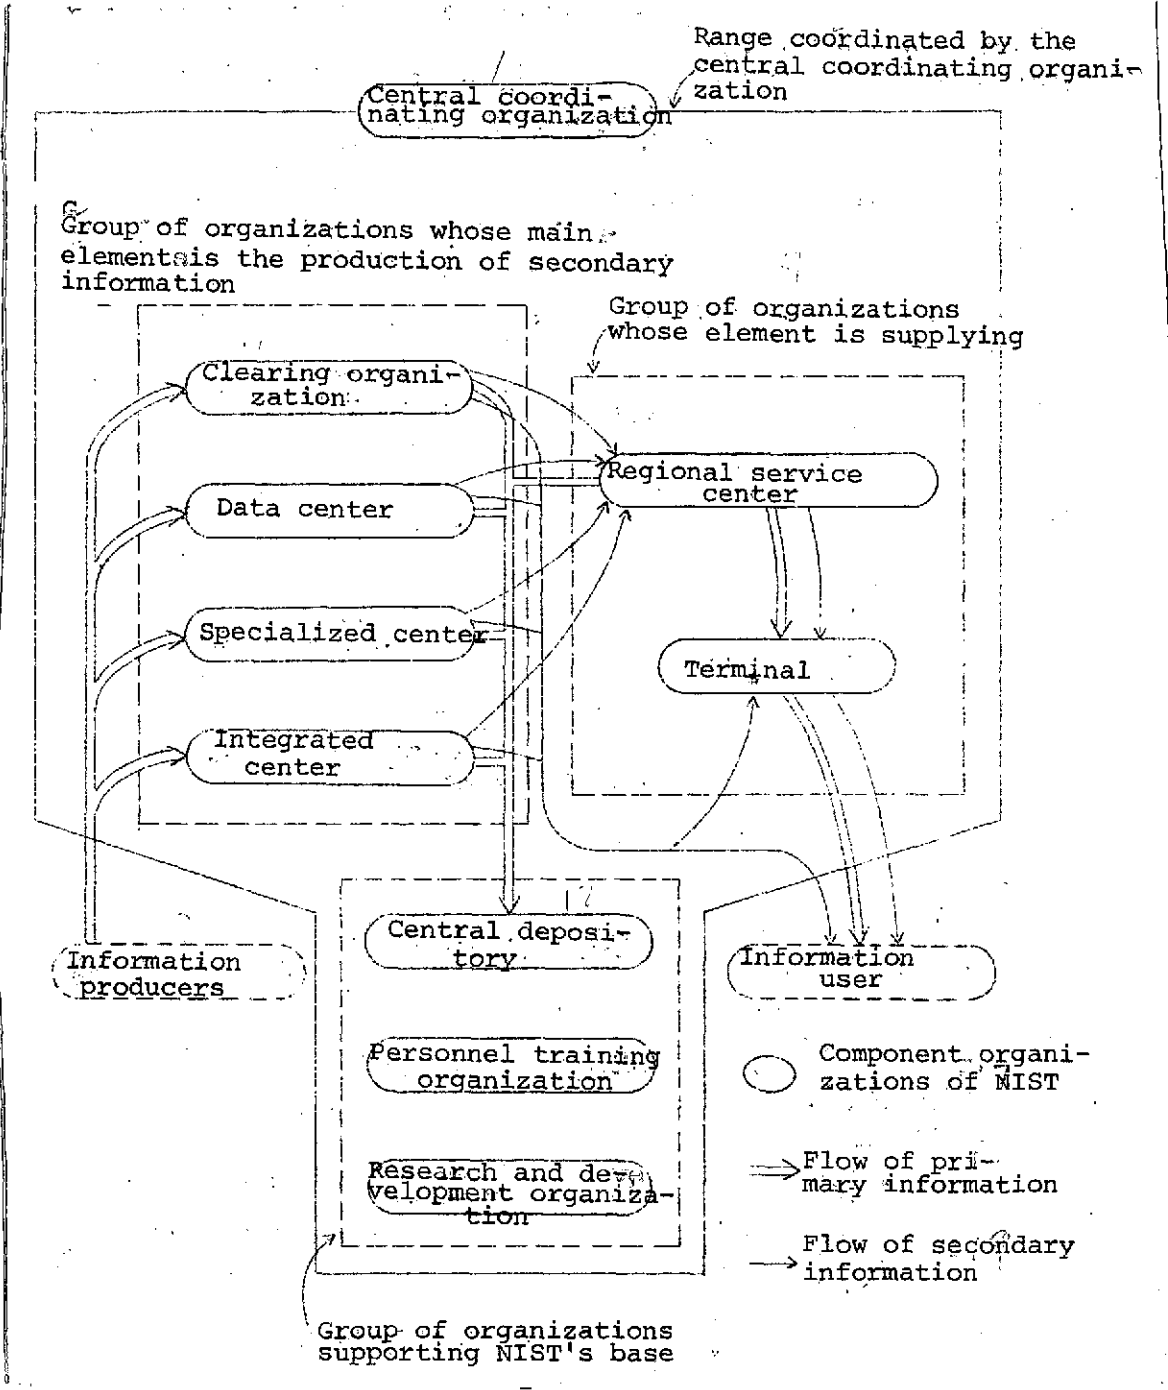 Range coordinated by the
central coordinating organi-
zation
Central coordi-
nating organization
Group of organizations whose main
element is the production of secondary
information
Group of organizations
whose element is supplying
Clearing organi-
zation
Regional service
center
Data center
Specialized center
Terminal
Integrated
center
Central deposi-
tory
Information
producers
Information
user
Personnel training
organization
Component organi-
zations of NIST
Research and de-
velopment organiza-
tion
Flow of pri-
mary information
Flow of secondary
information
Group of organizations
supporting NIST's base